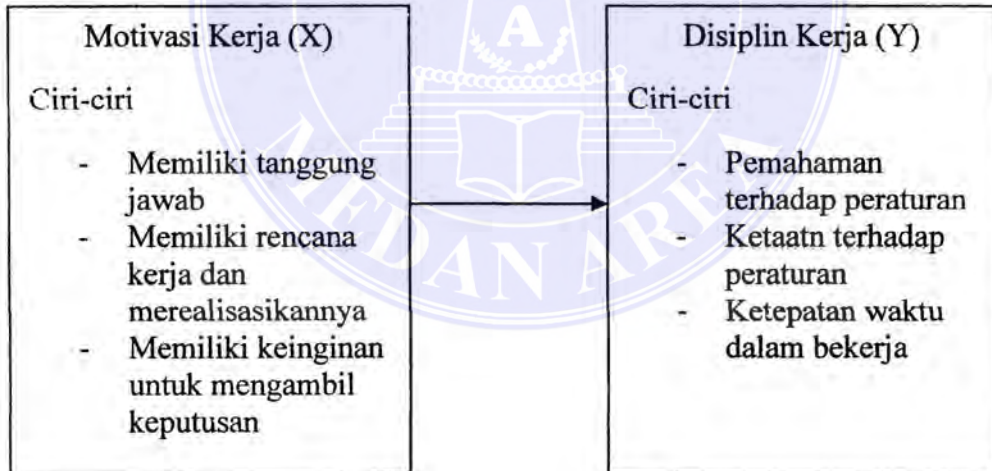 Motivasi Kerja (X)
Ciri-ciri
- Memiliki tanggung
jawab
- Memiliki rencana
kerja dan
merealisasikannya
- Memiliki keinginan
untuk mengambil
keputusan
Disiplin Kerja (Y)
Ciri-ciri
- Pemahaman
terhadap peraturan
- Ketaatn terhadap
peraturan
- Ketepatan waktu
dalam bekerja
A
MEDAN AREA